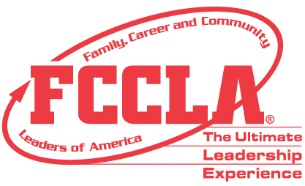 Family, Career and Community
FCCLA®
Leaders of America
The Ultimate
Leadership
Experience